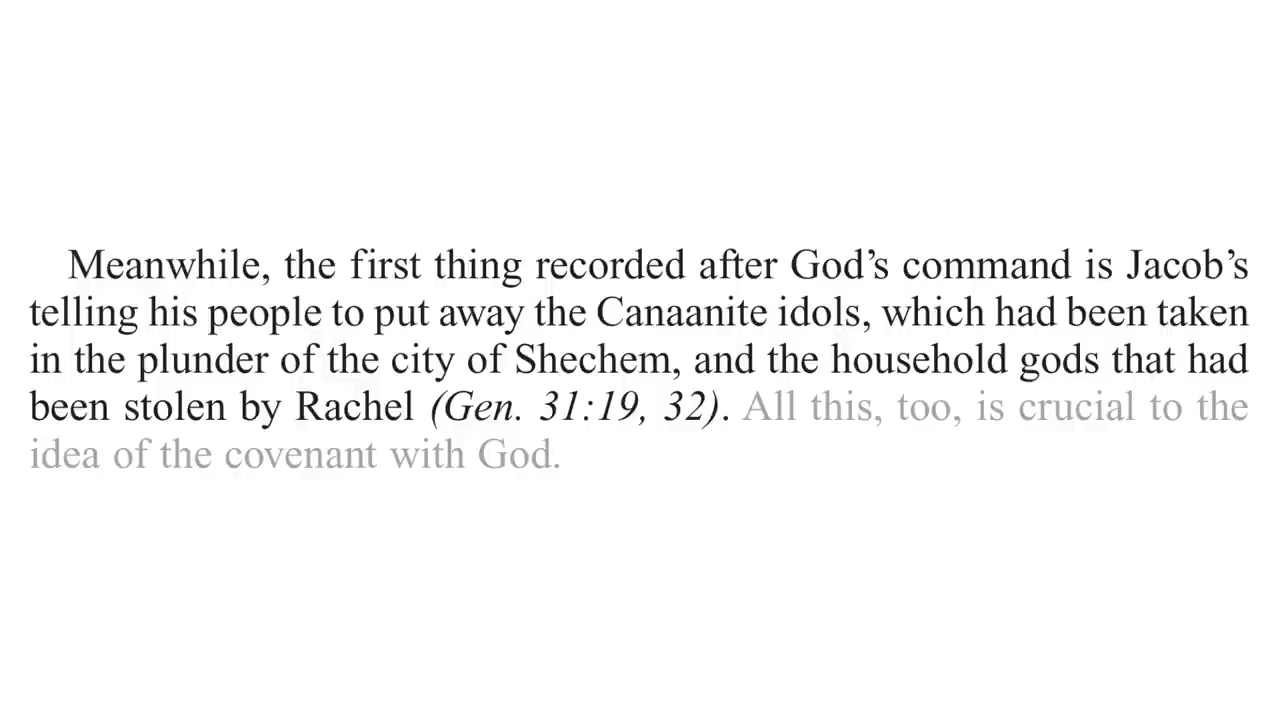 Meanwhile, the first thing recorded after God’s command is Jacob’s
telling his people to put away the Canaanite idols, which had been taken
in the plunder of the city of Shechem, and the household gods that had
been stolen by Rachel (Gen. 31:19, 32). All this, too, is crucial to the
idea of the covenant with God.